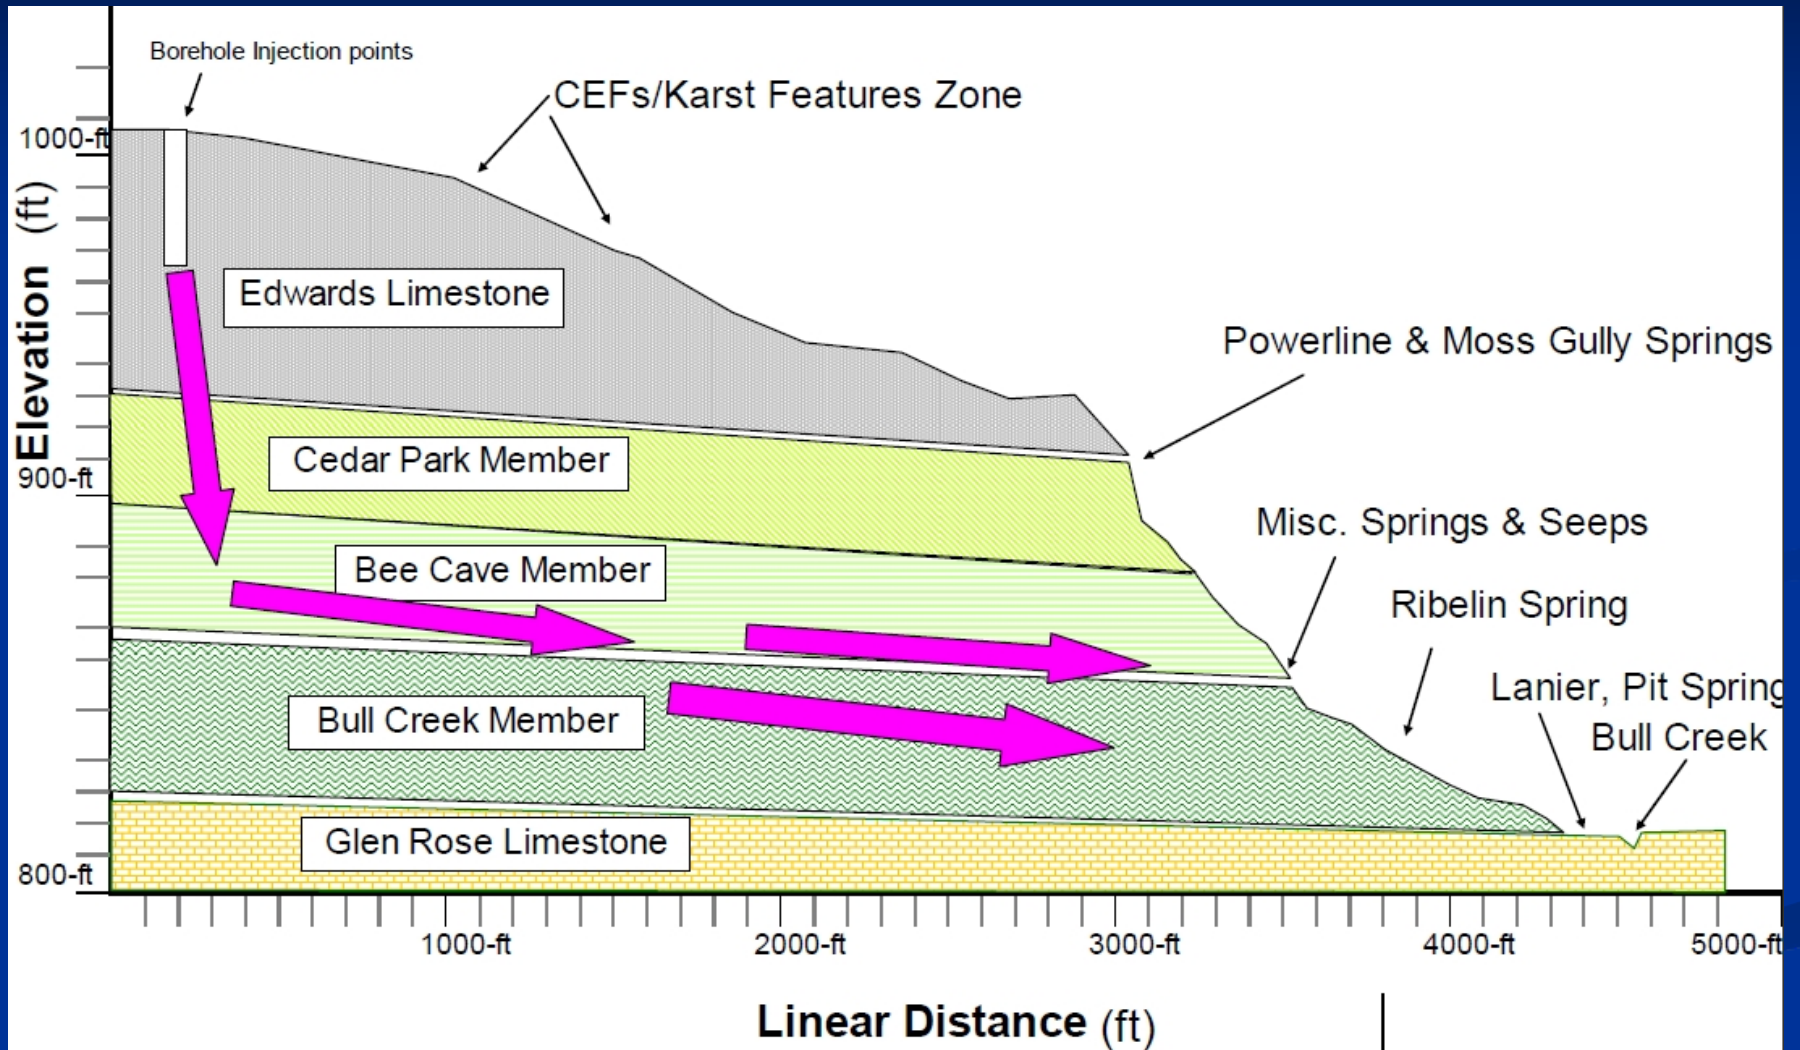 Borehole Injection points
CEFs/Karst Features Zone
1000-ft
Elevation (ft)
Edwards Limestone
Powerline & Moss Gully Springs
Cedar Park Member
900-ft
Misc. Springs & Seeps
Bee Cave Member
Ribelin Spring
Lanier, Pit Spring
Bull Creek Member
Bull Creek
Glen Rose Limestone
800-ft
1000-ft 2000-ft 3000-ft 4000-ft 5000-ft
Linear Distance (ft)